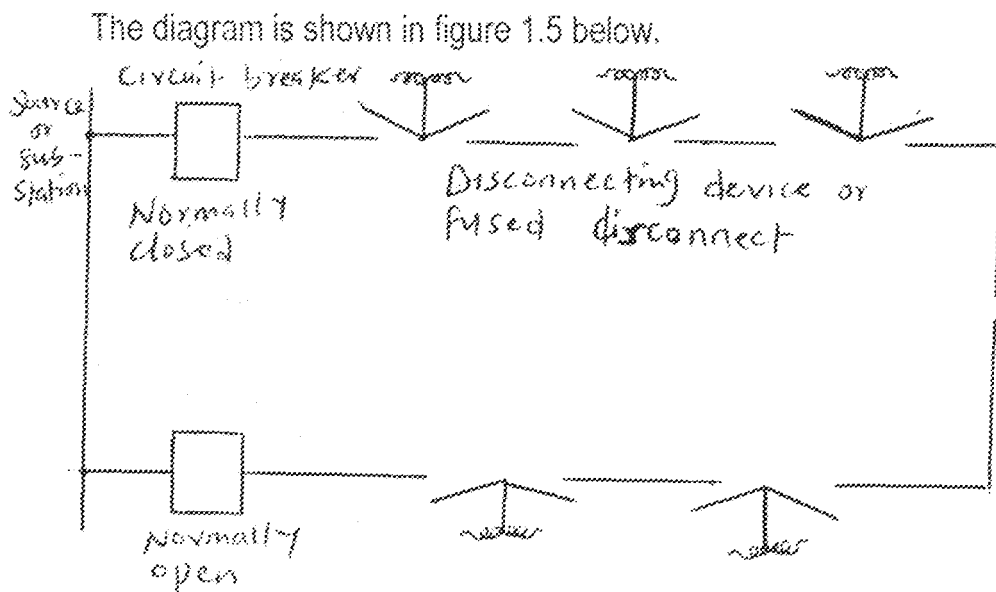 The diagram is shown in figure 1.5 below.
Circuit breaker
Source
or
sub-
station
Normally
closed
Disconnecting device or
fused disconnect
Normally
open